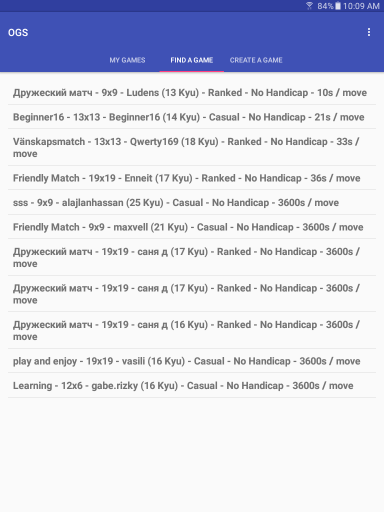 84% 10:09 AM
OGS
MY GAMES FIND A GAME CREATE A GAME
Дружеский матч - 9x9 - Ludens (13 Kyu) - Ranked - No Handicap - 10s / move
Beginner16 - 13x13 - Beginner16 (14 Kyu) - Casual - No Handicap - 21s / move
Vänskapsmatch - 13x13 - Qwerty169 (18 Kyu) - Ranked - No Handicap - 33s /
move
Friendly Match - 19x19 - Enneit (17 Kyu) - Ranked - No Handicap - 36s / move
sss - 9x9 - alajlanhassan (25 Kyu) - Casual - No Handicap - 3600s / move
Friendly Match - 9x9 - maxvell (21 Kyu) - Casual - No Handicap - 3600s / move
Дружеский матч - 19x19 - саня д (17 Kyu) - Ranked - No Handicap - 3600s /
move
Дружеский матч - 19x19 - саня д (17 Kyu) - Ranked - No Handicap - 3600s /
move
Дружеский матч - 19x19 - саня д (16 Kyu) - Ranked - No Handicap - 3600s /
move
play and enjoy - 19x19 - vasili (16 Kyu) - Casual - No Handicap - 3600s / move
Learning - 12x6 - gabe.rizky (16 Kyu) - Casual - No Handicap - 3600s / move